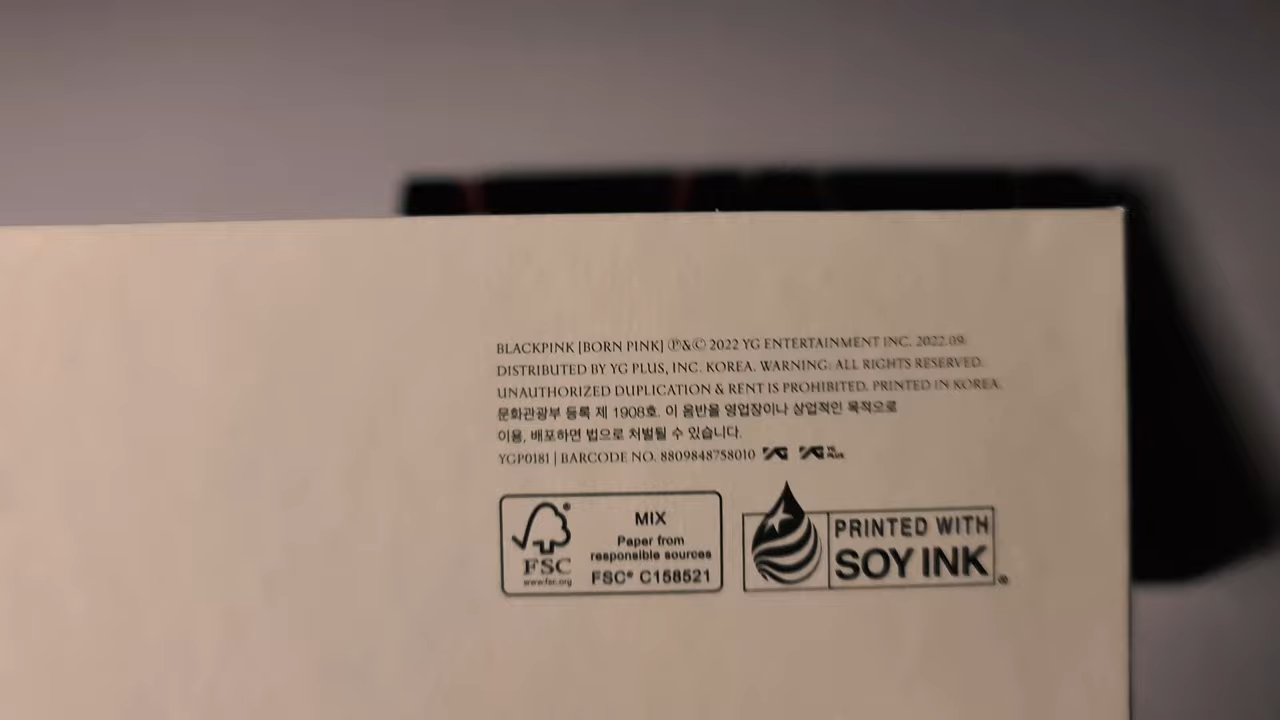 BLACKPINK [BORN PINK] ℗&© 2022 YG ENTERTAINMENT INC. 2022.09.
DISTRIBUTED BY YG PLUS, INC. KOREA. WARNING: ALL RIGHTS RESERVED.
UNAUTHORIZED DUPLICATION & RENT IS PROHIBITED. PRINTED IN KOREA.
문화관광부 등록 제 1908호. 이 음반을 영업장이나 상업적인 목적으로
이용, 배포하면 법으로 처벌될 수 있습니다.
YGP0181 | BARCODE NO. 8809848758010 YG YG PLUS
FSC®
www.fsc.org
MIX
Paper from
responsible sources
FSC® C158521
PRINTED WITH
SOY INK®